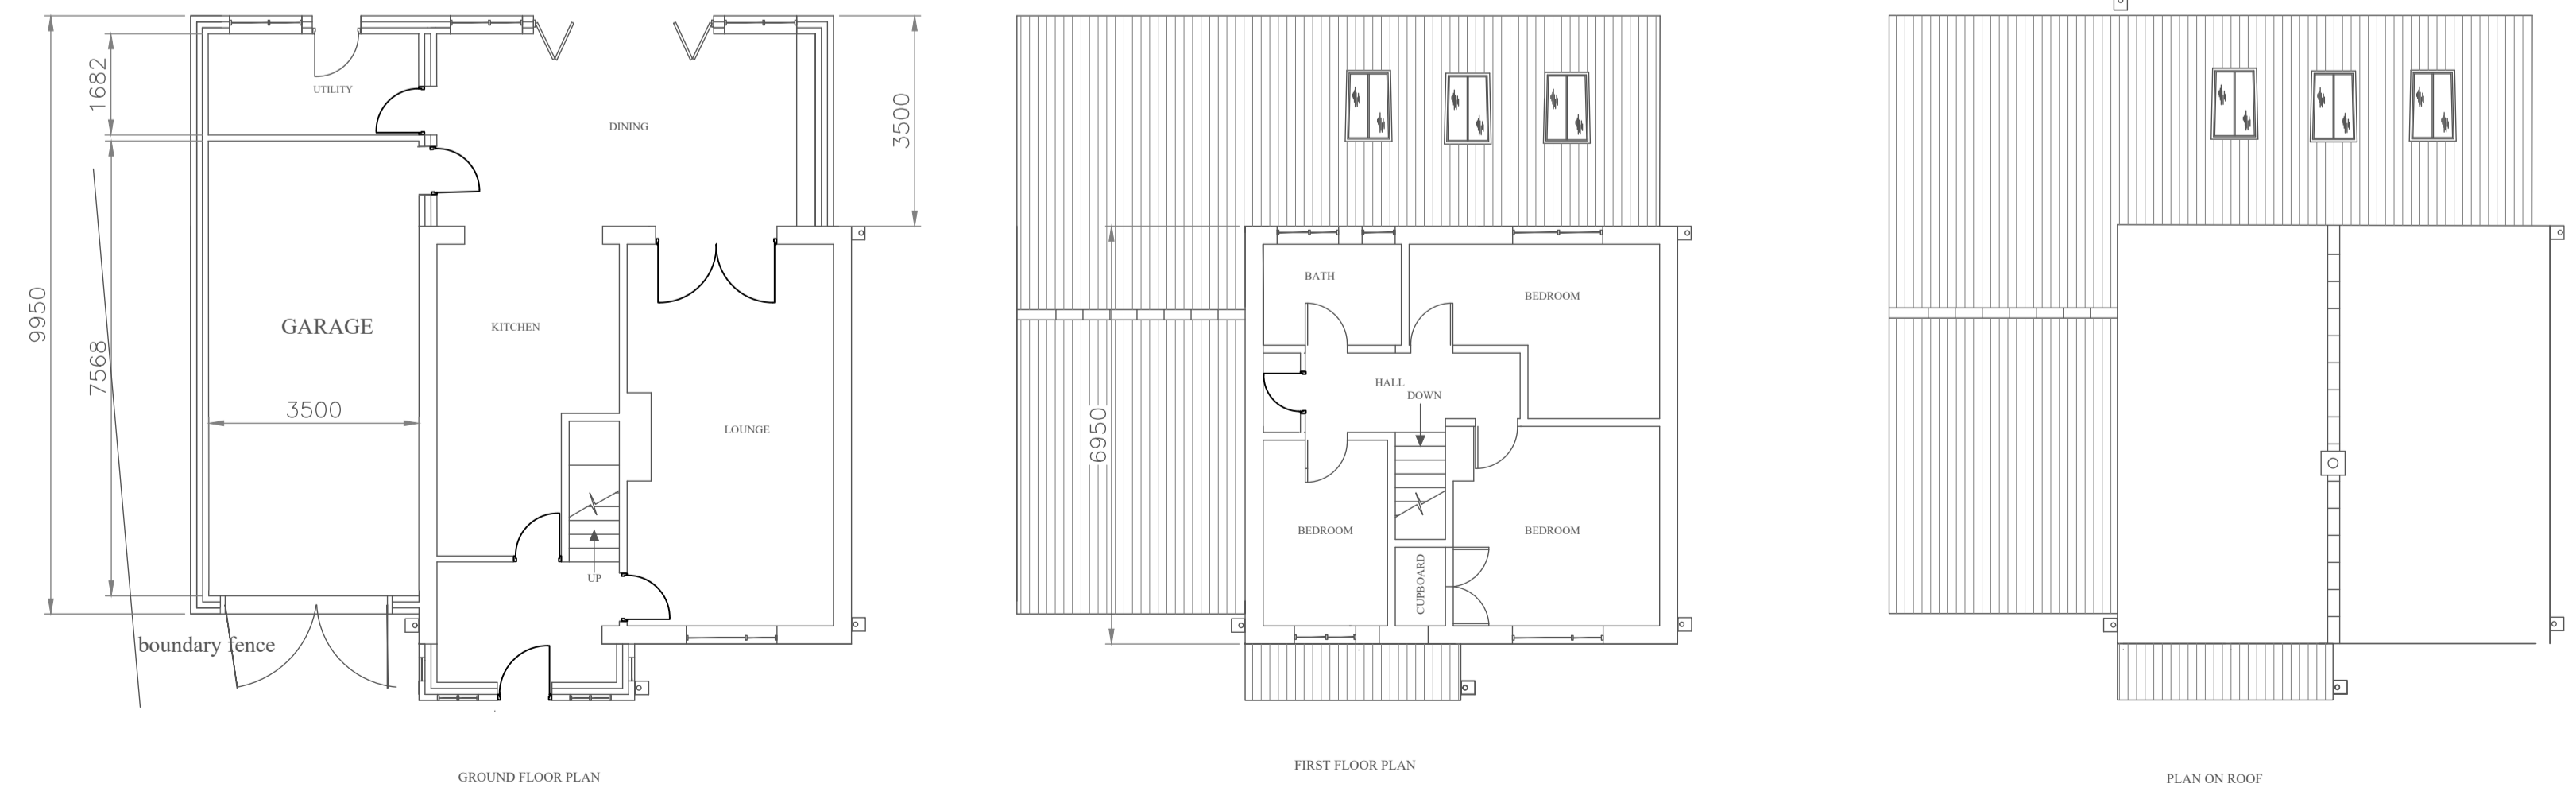 1682
UTILITY
DINING
3500
9950
7568
GARAGE
3500
KITCHEN
LOUNGE
UP
boundary fence
GROUND FLOOR PLAN
6950
BATH
BEDROOM
HALL
DOWN
BEDROOM
CUPBOARD
BEDROOM
FIRST FLOOR PLAN
PLAN ON ROOF